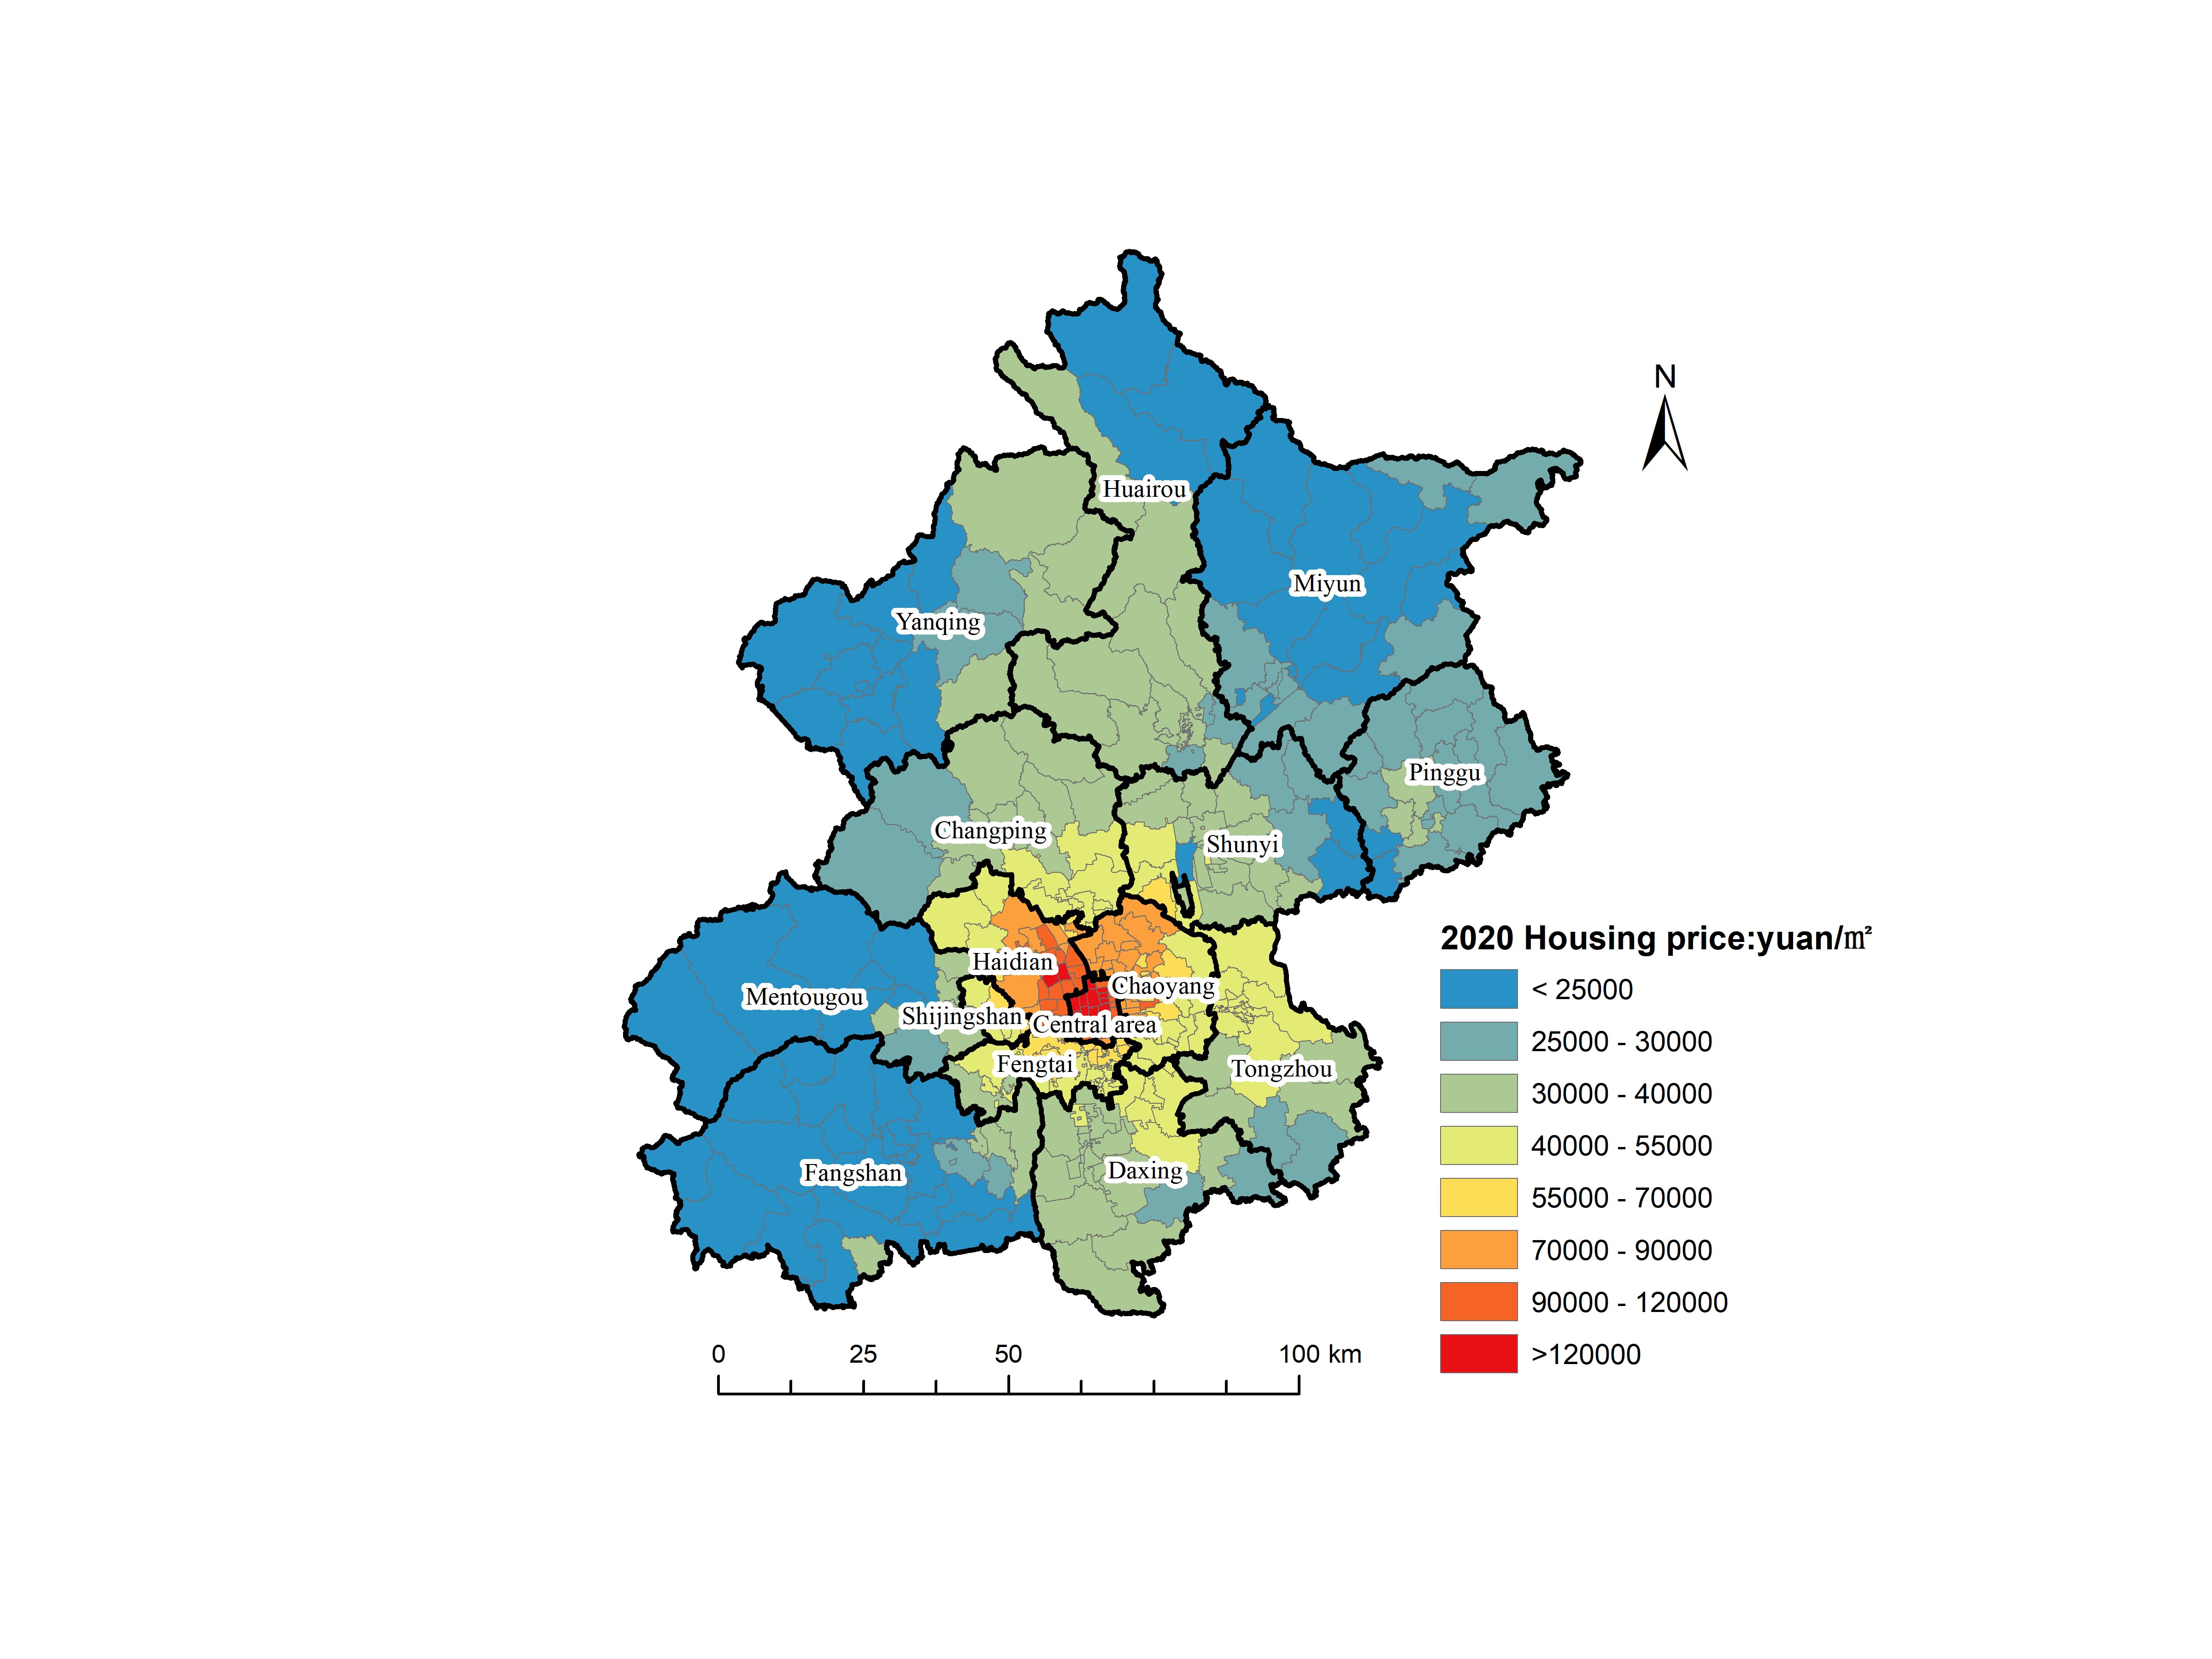 N
Huairou
Miyun
Yanqing
Pinggu
Changping
Shunyi
Haidian
Chaoyang
Mentougou
Shijingshan
Central area
Fengtai
Tongzhou
Daxing
Fangshan
2020 Housing price:yuan/㎡
< 25000
25000 - 30000
30000 - 40000
40000 - 55000
55000 - 70000
70000 - 90000
90000 - 120000
>120000
0 25 50 100 km